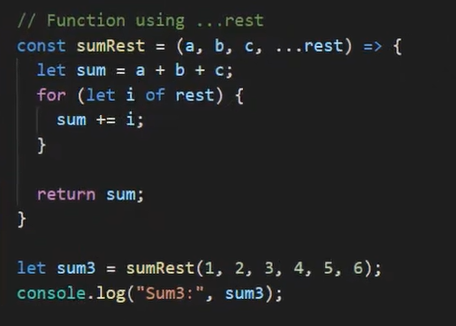 // Function using ...rest
const sumRest = (a, b, c, ...rest) => {
  let sum = a + b + c;
  for (let i of rest) {
    sum += i;
  }

  return sum;
}

let sum3 = sumRest(1, 2, 3, 4, 5, 6);
console.log("Sum3:", sum3);